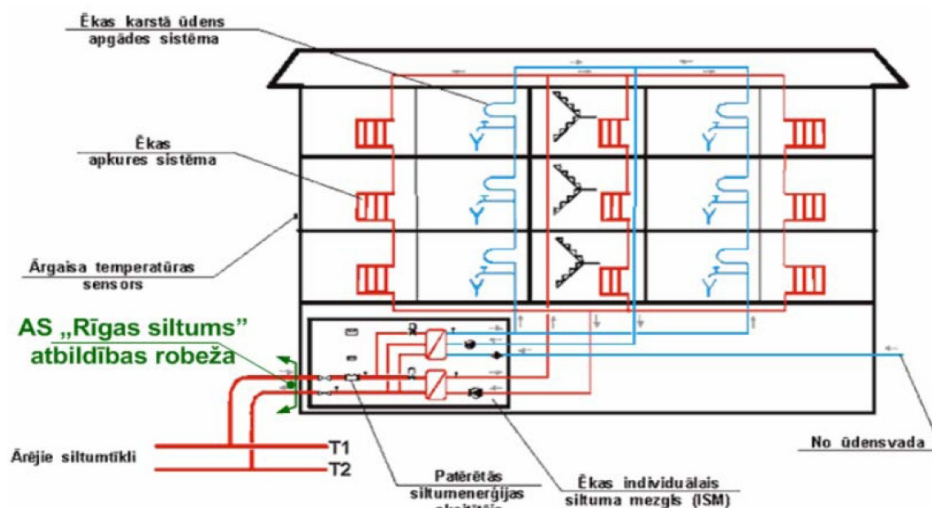 Ēkas karstā ūdens
apgādes sistēma
Ēkas
apkures sistēma
Ārgaisa temperatūras
sensors
AS „Rīgas siltums”
atbildības robeža
Ārējie siltumtīkli
T1
T2
Patērētās
siltumenerģijas
Ēkas individuālais
siltuma mezgls (ISM)
No ūdensvada